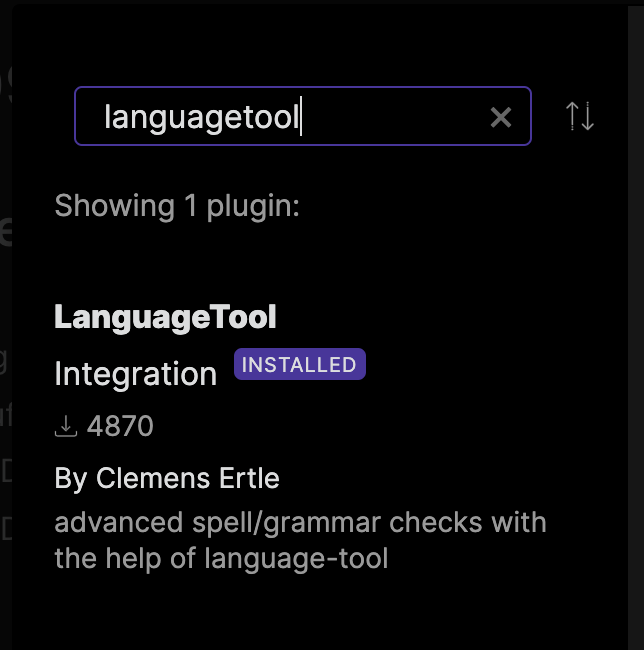 languagetool
Showing 1 plugin:
LanguageTool
Integration INSTALLED
4870
By Clemens Ertle
advanced spell/grammar checks with
the help of language-tool